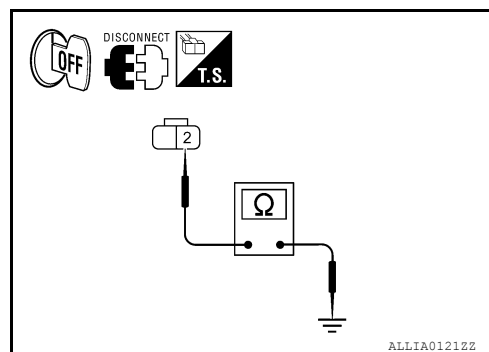 OFF
DISCONNECT
T.S.
2
Ω
ALLIA0121ZZ